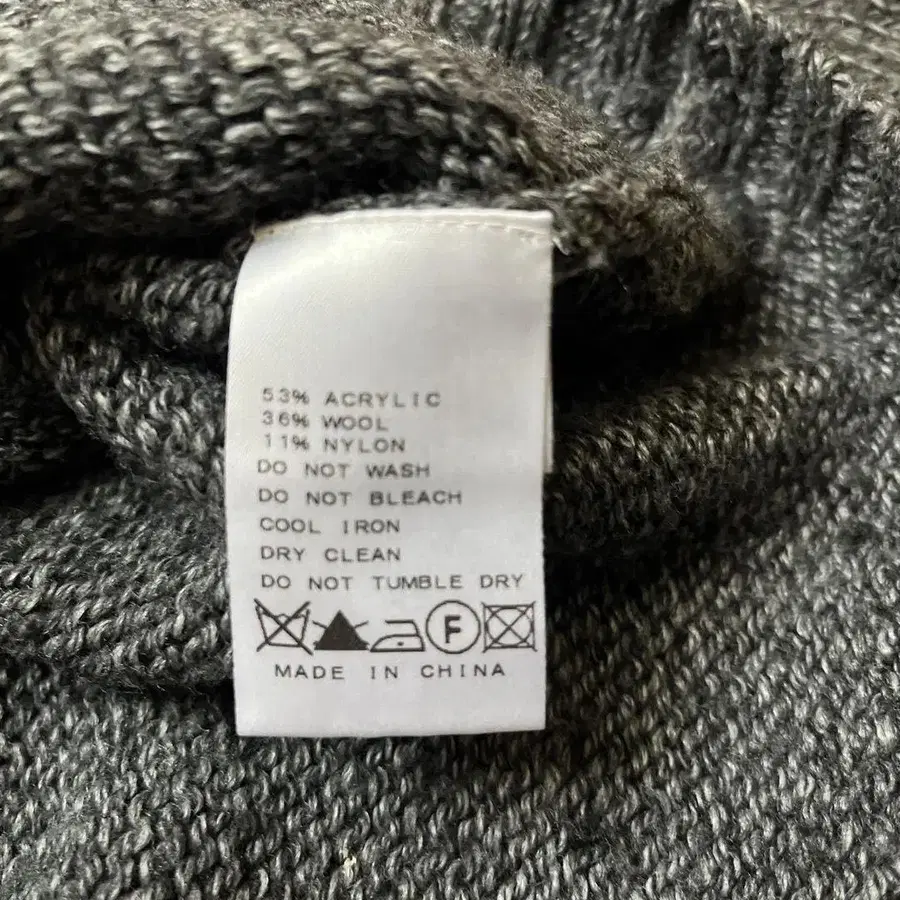 53% ACRYLIC
36% WOOL
11% NYLON
DO NOT WASH
DO NOT BLEACH
COOL IRON
DRY CLEAN
DO NOT TUMBLE DRY
F
MADE IN CHINA